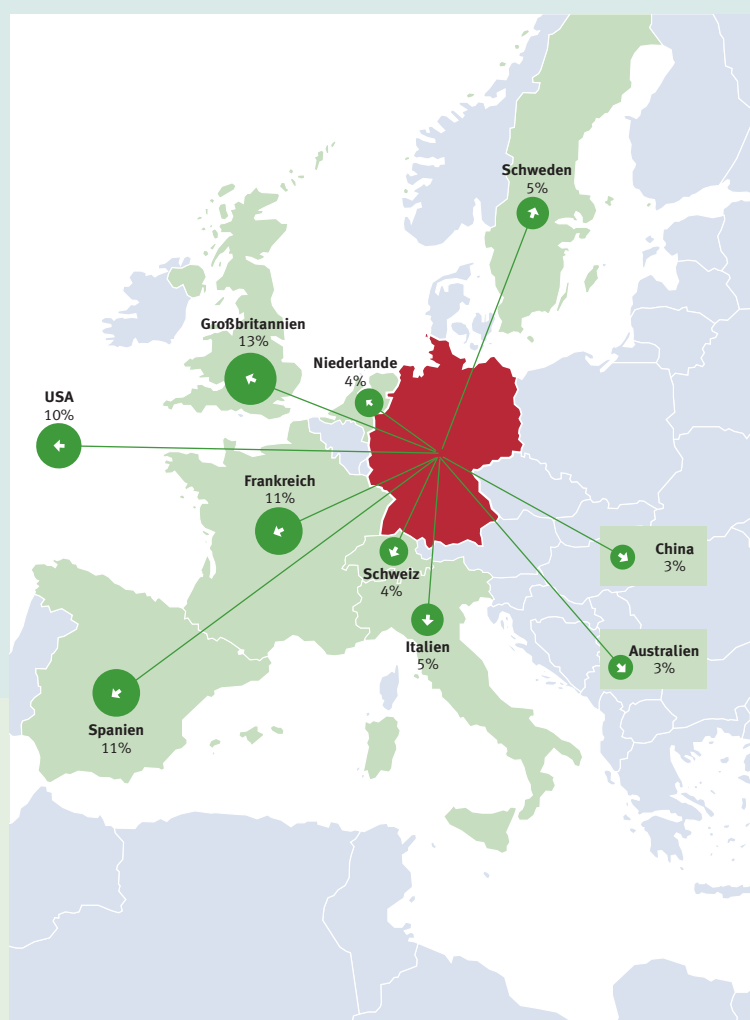 Schweden
5%
Großbritannien
13%
Niederlande
4%
USA
10%
Frankreich
11%
China
3%
Schweiz
4%
Italien
5%
Australien
3%
Spanien
11%